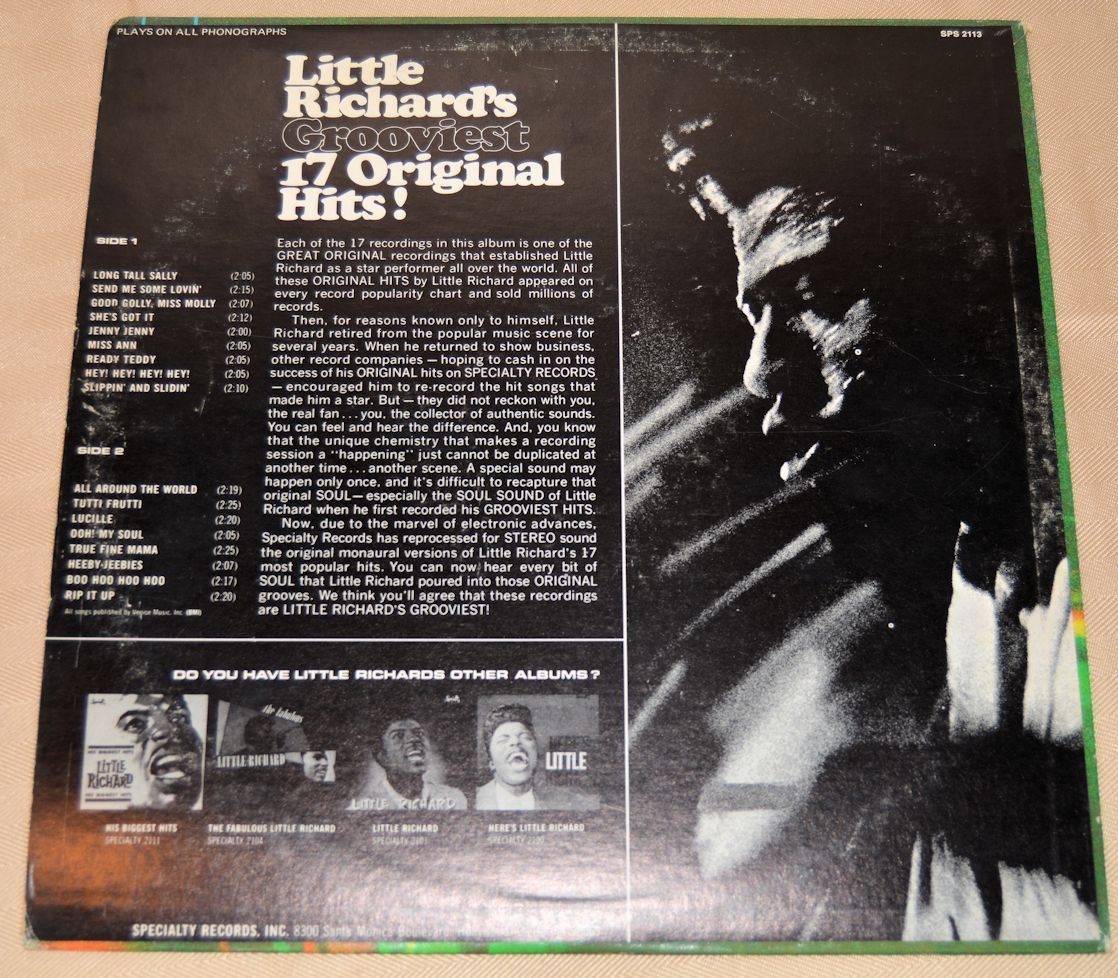 PLAYS ON ALL PHONOGRAPHS
SPS 2113
Little
Richard's
Grooviest
17 Original
Hits!
SIDE 1
LONG TALL SALLY (2:05)
SEND ME SOME LOVIN' (2:15)
GOOD GOLLY, MISS MOLLY (2:07)
SHE'S GOT IT (2:12)
JENNY JENNY (2:00)
MISS ANN (2:05)
READY TEDDY (2:05)
HEY! HEY! HEY! HEY! (2:05)
SLIPPIN' AND SLIDIN' (2:10)
SIDE 2
ALL AROUND THE WORLD (2:19)
TUTTI FRUTTI (2:25)
LUCILLE (2:20)
OOH! MY SOUL (2:05)
TRUE FINE MAMA (2:25)
HEEBY-JEEBIES (2:07)
BOO HOO HOO HOO (2:17)
RIP IT UP (2:20)
All songs published by Venice Music, Inc. (BMI)
Each of the 17 recordings in this album is one of the
GREAT ORIGINAL recordings that established Little
Richard as a star performer all over the world. All of
these ORIGINAL HITS by Little Richard appeared on
every record popularity chart and sold millions of
records.
Then, for reasons known only to himself, Little
Richard retired from the popular music scene for
several years. When he returned to show business,
other record companies — hoping to cash in on the
success of his ORIGINAL hits on SPECIALTY RECORDS
— encouraged him to re-record the hit songs that
made him a star. But — they did not reckon with you,
the real fan . . . you, the collector of authentic sounds.
You can feel and hear the difference. And, you know
that the unique chemistry that makes a recording
session a "happening" just cannot be duplicated at
another time . . . another scene. A special sound may
happen only once, and it's difficult to recapture that
original SOUL — especially the SOUL SOUND of Little
Richard when he first recorded his GROOVIEST HITS.
Now, due to the marvel of electronic advances,
Specialty Records has reprocessed for STEREO sound
the original monaural versions of Little Richard's 17
most popular hits. You can now hear every bit of
SOUL that Little Richard poured into those ORIGINAL
grooves. We think you'll agree that these recordings
are LITTLE RICHARD'S GROOVIEST!
DO YOU HAVE LITTLE RICHARDS OTHER ALBUMS?
HIS BIGGEST HITS
LITTLE
RICHARD
HIS BIGGEST HITS
the fabulous
LITTLE RICHARD
LITTLE RICHARD
HERE'S
LITTLE
HIS BIGGEST HITS
SPECIALTY 2111
THE FABULOUS LITTLE RICHARD
SPECIALTY 2104
LITTLE RICHARD
SPECIALTY 2103
HERE'S LITTLE RICHARD
SPECIALTY 2100
SPECIALTY RECORDS, INC. 8300 Santa Monica Boulevard